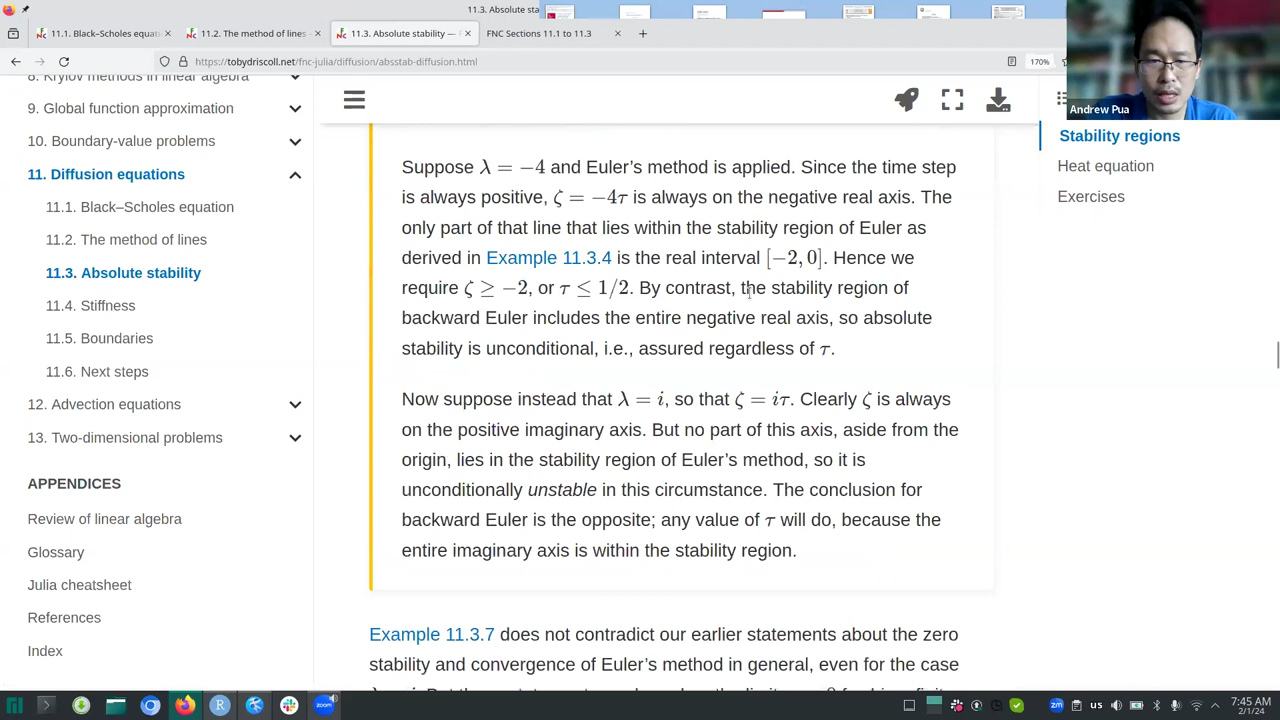 11.3. Absolute sta
11.1. Black–Scholes equat
11.2. The method of lines
11.3. Absolute stability —
FNC Sections 11.1 to 11.3
https://tobydriscoll.net/fnc-julia/diffusion/absstab-diffusion.html
170%
Andrew Pua
8. Krylov methods in linear algebra
9. Global function approximation
10. Boundary-value problems
11. Diffusion equations
11.1. Black–Scholes equation
11.2. The method of lines
11.3. Absolute stability
11.4. Stiffness
11.5. Boundaries
11.6. Next steps
12. Advection equations
13. Two-dimensional problems
APPENDICES
Review of linear algebra
Glossary
Julia cheatsheet
References
Index
Suppose λ = −4 and Euler's method is applied. Since the time step
is always positive, ζ = −4τ is always on the negative real axis. The
only part of that line that lies within the stability region of Euler as
derived in Example 11.3.4 is the real interval [−2, 0]. Hence we
require ζ ≥ −2, or τ ≤ 1/2. By contrast, the stability region of
backward Euler includes the entire negative real axis, so absolute
stability is unconditional, i.e., assured regardless of τ.
Now suppose instead that λ = i, so that ζ = iτ. Clearly ζ is always
on the positive imaginary axis. But no part of this axis, aside from the
origin, lies in the stability region of Euler's method, so it is
unconditionally unstable in this circumstance. The conclusion for
backward Euler is the opposite; any value of τ will do, because the
entire imaginary axis is within the stability region.
Example 11.3.7 does not contradict our earlier statements about the zero
stability and convergence of Euler's method in general, even for the case
Stability regions
Heat equation
Exercises
zoom
R
zm
us
7:45 AM
2/1/24